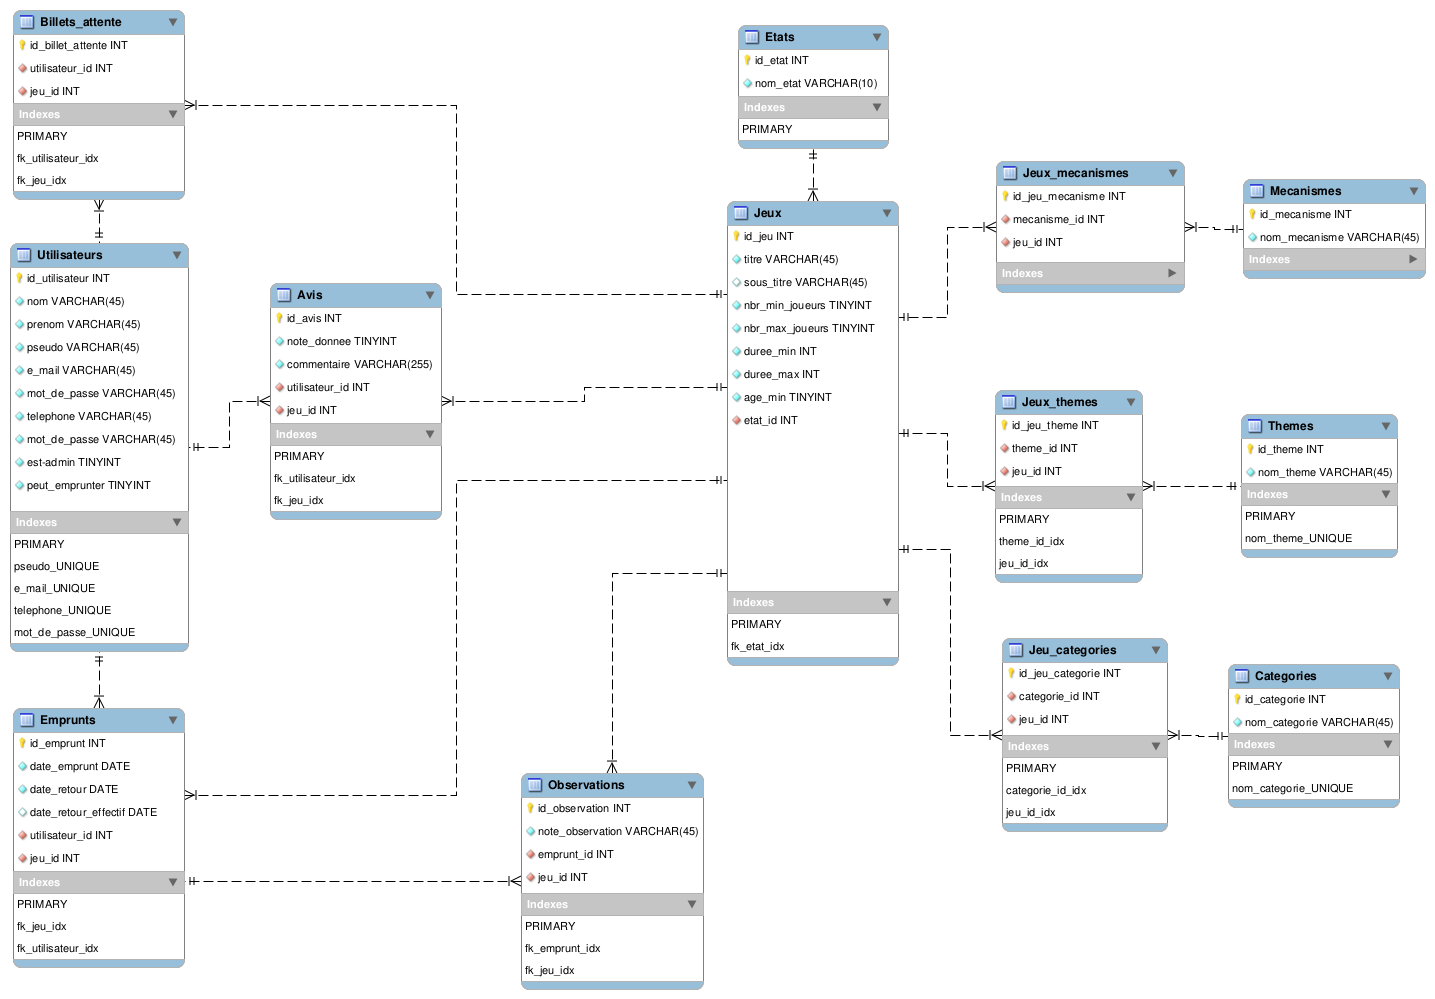 Billets_attente
id_billet_attente INT
utilisateur_id INT
jeu_id INT
Indexes
PRIMARY
fk_utilisateur_idx
fk_jeu_idx
Utilisateurs
id_utilisateur INT
nom VARCHAR(45)
prenom VARCHAR(45)
pseudo VARCHAR(45)
e_mail VARCHAR(45)
mot_de_passe VARCHAR(45)
telephone VARCHAR(45)
mot_de_passe VARCHAR(45)
est-admin TINYINT
peut_emprunter TINYINT
Indexes
PRIMARY
pseudo_UNIQUE
e_mail_UNIQUE
telephone_UNIQUE
mot_de_passe_UNIQUE
Emprunts
id_emprunt INT
date_emprunt DATE
date_retour DATE
date_retour_effectif DATE
utilisateur_id INT
jeu_id INT
Indexes
PRIMARY
fk_jeu_idx
fk_utilisateur_idx
Avis
id_avis INT
note_donnee TINYINT
commentaire VARCHAR(255)
utilisateur_id INT
jeu_id INT
Indexes
PRIMARY
fk_utilisateur_idx
fk_jeu_idx
Observations
id_observation INT
note_observation VARCHAR(45)
emprunt_id INT
jeu_id INT
Indexes
PRIMARY
fk_emprunt_idx
fk_jeu_idx
Etats
id_etat INT
nom_etat VARCHAR(10)
Indexes
PRIMARY
Jeux
id_jeu INT
titre VARCHAR(45)
sous_titre VARCHAR(45)
nbr_min_joueurs TINYINT
nbr_max_joueurs TINYINT
duree_min INT
duree_max INT
age_min TINYINT
etat_id INT
Indexes
PRIMARY
fk_etat_idx
Jeux_mecanismes
id_jeu_mecanisme INT
mecanisme_id INT
jeu_id INT
Indexes
Mecanismes
id_mecanisme INT
nom_mecanisme VARCHAR(45)
Indexes
Jeux_themes
id_jeu_theme INT
theme_id INT
jeu_id INT
Indexes
PRIMARY
theme_id_idx
jeu_id_idx
Themes
id_theme INT
nom_theme VARCHAR(45)
Indexes
PRIMARY
nom_theme_UNIQUE
Jeu_categories
id_jeu_categorie INT
categorie_id INT
jeu_id INT
Indexes
PRIMARY
categorie_id_idx
jeu_id_idx
Categories
id_categorie INT
nom_categorie VARCHAR(45)
Indexes
PRIMARY
nom_categorie_UNIQUE